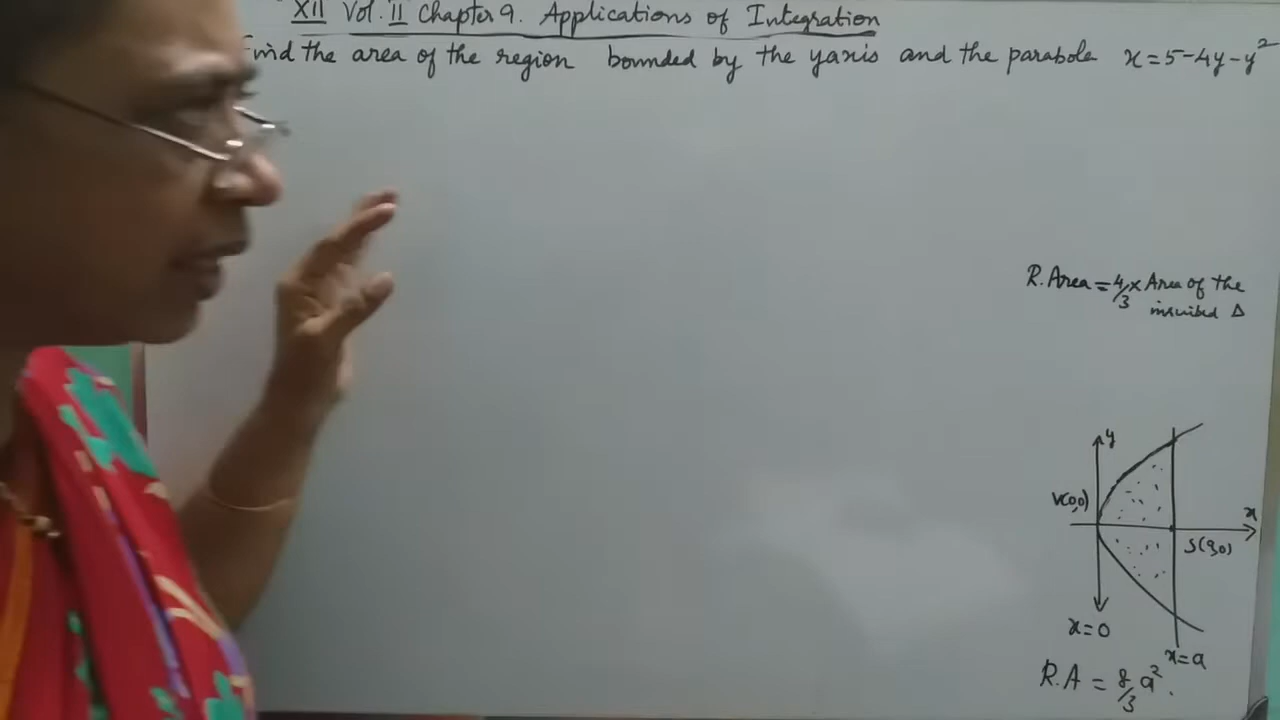 XII Vol. II Chapter 9. Applications of Integration
Find the area of the region bounded by the yaxis and the parabola x=5-4y-y²
R. Area = 4/3 × Area of the
inscribed Δ
y
V(0,0)
x
S(a,0)
x=0
x=a
R.A = 8/3 a².